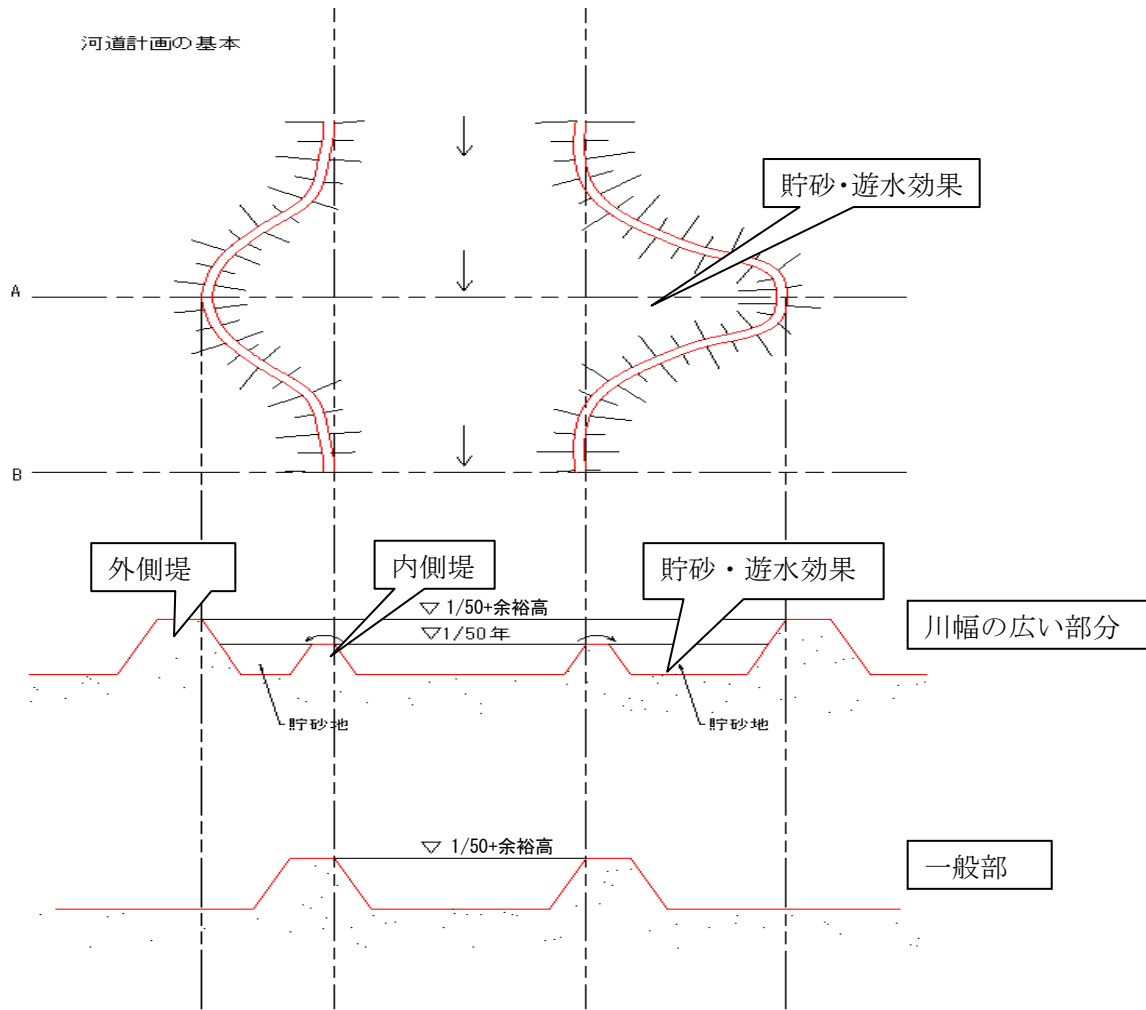 河道計画の基本
貯砂・遊水効果
A
B
外側堤
内側堤
貯砂・遊水効果
▽ 1/50+余裕高
▽1/50年
川幅の広い部分
貯砂地
貯砂地
▽ 1/50+余裕高
一般部